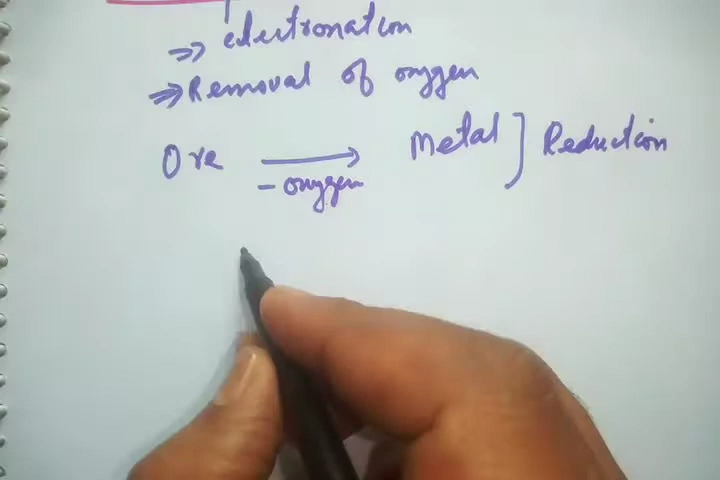 ⇒ electronation
⇒ Removal of oxygen
Ore ⟶ Metal ] Reduction
- oxygen